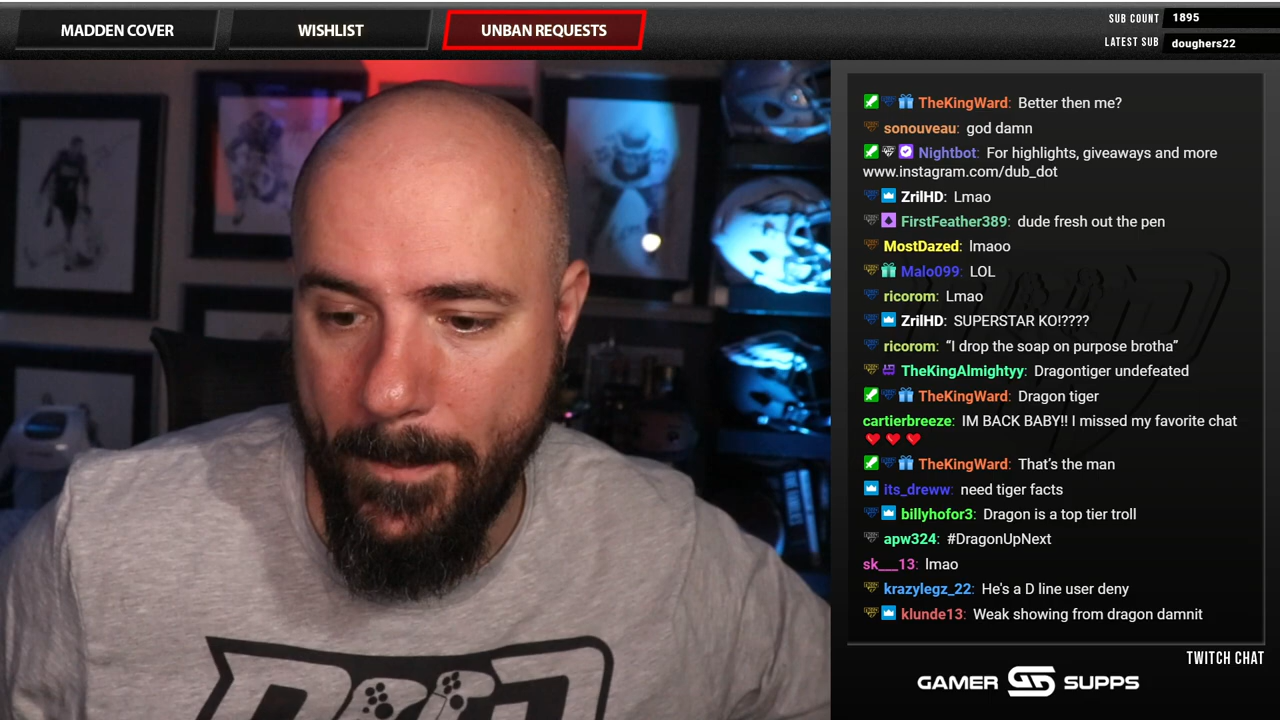 MADDEN COVER
WISHLIST
UNBAN REQUESTS
SUB COUNT 1895
LATEST SUB doughers22
TheKingWard: Better then me?
sonouveau: god damn
Nightbot: For highlights, giveaways and more
www.instagram.com/dub_dot
ZrilHD: Lmao
FirstFeather389: dude fresh out the pen
MostDazed: lmaoo
Malo099: LOL
ricorom: Lmao
ZrilHD: SUPERSTAR KO!????
ricorom: “I drop the soap on purpose brotha”
TheKingAlmightyy: Dragontiger undefeated
TheKingWard: Dragon tiger
cartierbreeze: IM BACK BABY!! I missed my favorite chat
TheKingWard: That’s the man
its_dreww: need tiger facts
billyhofor3: Dragon is a top tier troll
apw324: #DragonUpNext
sk___13: lmao
krazylegz_22: He's a D line user deny
klunde13: Weak showing from dragon damnit
TWITCH CHAT
GAMER SUPPS